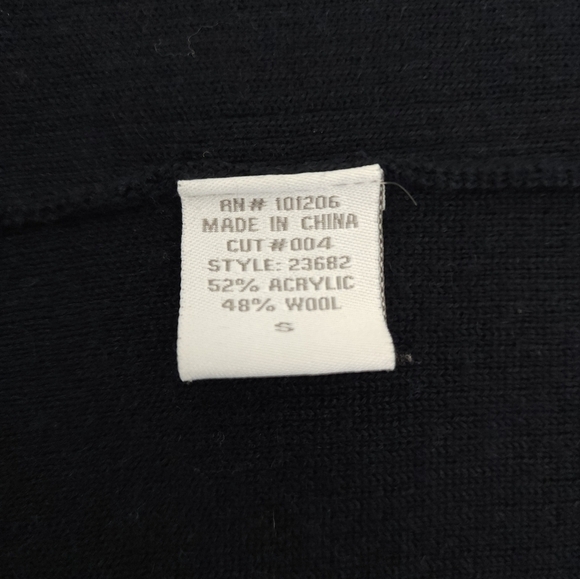 RN# 101206
MADE IN CHINA
CUT #004
STYLE: 23682
52% ACRYLIC
48% WOOL
S